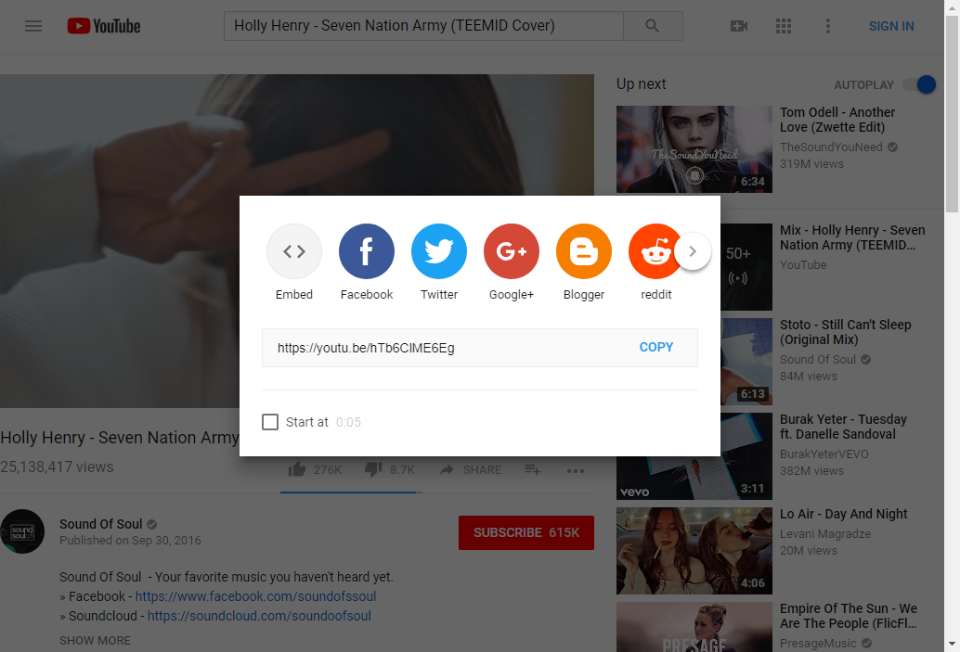 YouTube
Holly Henry - Seven Nation Army (TEEMID Cover)
SIGN IN
Up next
AUTOPLAY
TheSoundYouNeed
6:34
Tom Odell - Another
Love (Zwette Edit)
TheSoundYouNeed
319M views
50+
Mix - Holly Henry - Seven
Nation Army (TEEMID...
YouTube
Embed
Facebook
Twitter
Google+
Blogger
reddit
https://youtu.be/hTb6ClME6Eg
COPY
Start at 0:05
6:13
Stoto - Still Can't Sleep
(Original Mix)
Sound Of Soul
84M views
vevo
3:11
Burak Yeter - Tuesday
ft. Danelle Sandoval
BurakYeterVEVO
382M views
Holly Henry - Seven Nation Army
25,138,417 views
276K
8.7K
SHARE
sound
soul
Sound Of Soul
Published on Sep 30, 2016
SUBSCRIBE 615K
Sound Of Soul - Your favorite music you haven't heard yet.
» Facebook - https://www.facebook.com/soundofssoul
» Soundcloud - https://soundcloud.com/soundoofsoul
SHOW MORE
4:06
Lo Air - Day And Night
Levani Magradze
20M views
PRESAGE
Empire Of The Sun - We
Are The People (FlicFl...
PresageMusic